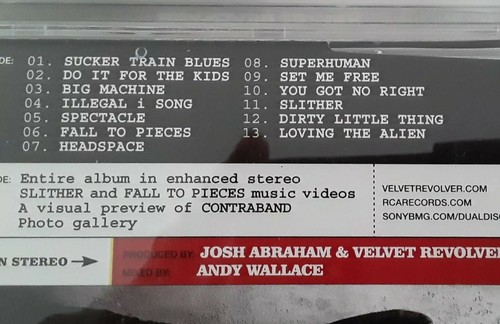 DE: 01. SUCKER TRAIN BLUES
02. DO IT FOR THE KIDS
03. BIG MACHINE
04. ILLEGAL i SONG
05. SPECTACLE
06. FALL TO PIECES
07. HEADSPACE
08. SUPERHUMAN
09. SET ME FREE
10. YOU GOT NO RIGHT
11. SLITHER
12. DIRTY LITTLE THING
13. LOVING THE ALIEN
DE: Entire album in enhanced stereo
SLITHER and FALL TO PIECES music videos
A visual preview of CONTRABAND
Photo gallery
VELVETREVOLVER.COM
RCARECORDS.COM
SONYBMG.COM/DUALDISC
N STEREO
PRODUCED BY: JOSH ABRAHAM & VELVET REVOLVE
MIXED BY: ANDY WALLACE